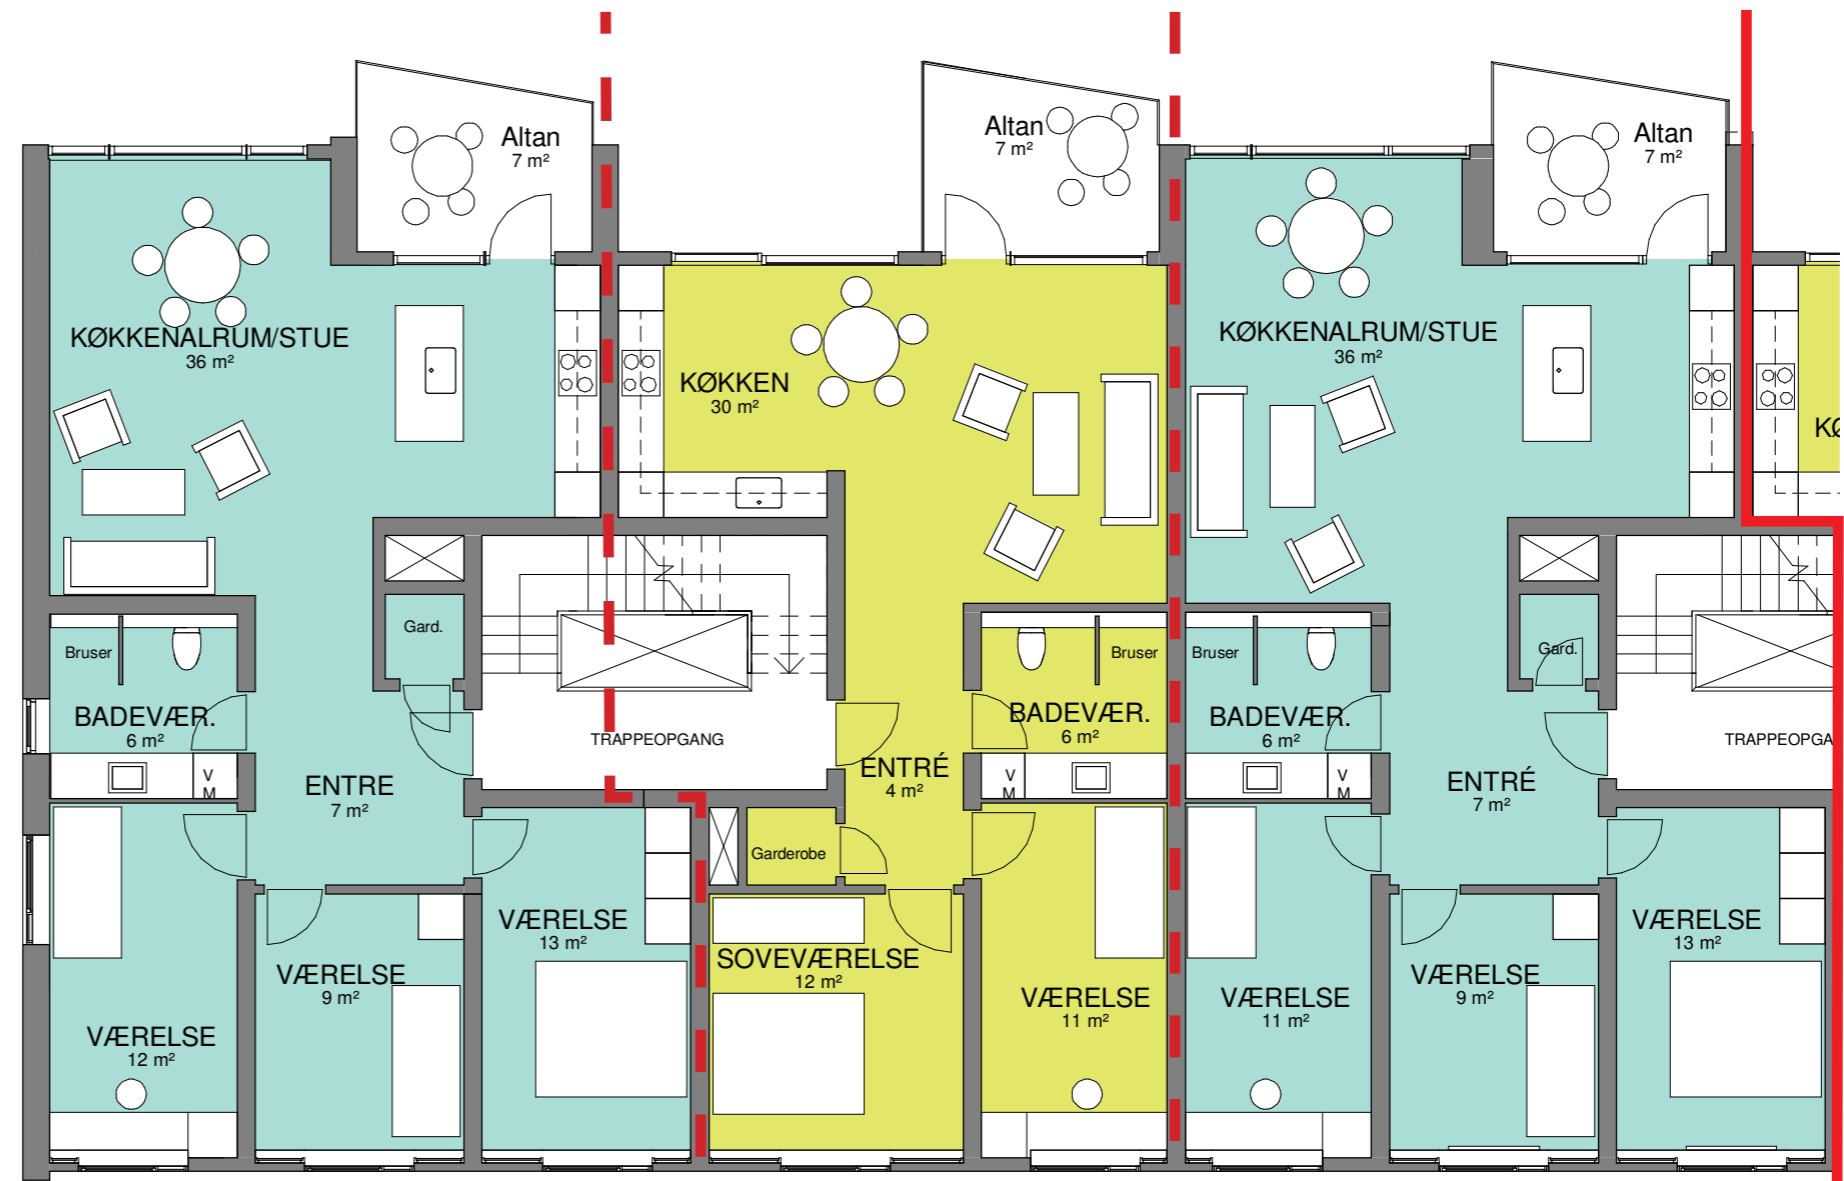 Altan
7 m²
Altan
7 m²
Altan
7 m²
KØKKENALRUM/STUE
36 m²
KØKKEN
30 m²
KØKKENALRUM/STUE
36 m²
KØ
Gard.
Bruser
BADEVÆR.
6 m²
V
M
TRAPPEOPGANG
ENTRE
7 m²
ENTRÉ
4 m²
Bruser
BADEVÆR.
6 m²
V
M
Bruser
BADEVÆR.
6 m²
V
M
Gard.
TRAPPEOPGA
ENTRÉ
7 m²
Garderobe
VÆRELSE
12 m²
VÆRELSE
9 m²
VÆRELSE
13 m²
SOVEVÆRELSE
12 m²
VÆRELSE
11 m²
VÆRELSE
11 m²
VÆRELSE
9 m²
VÆRELSE
13 m²